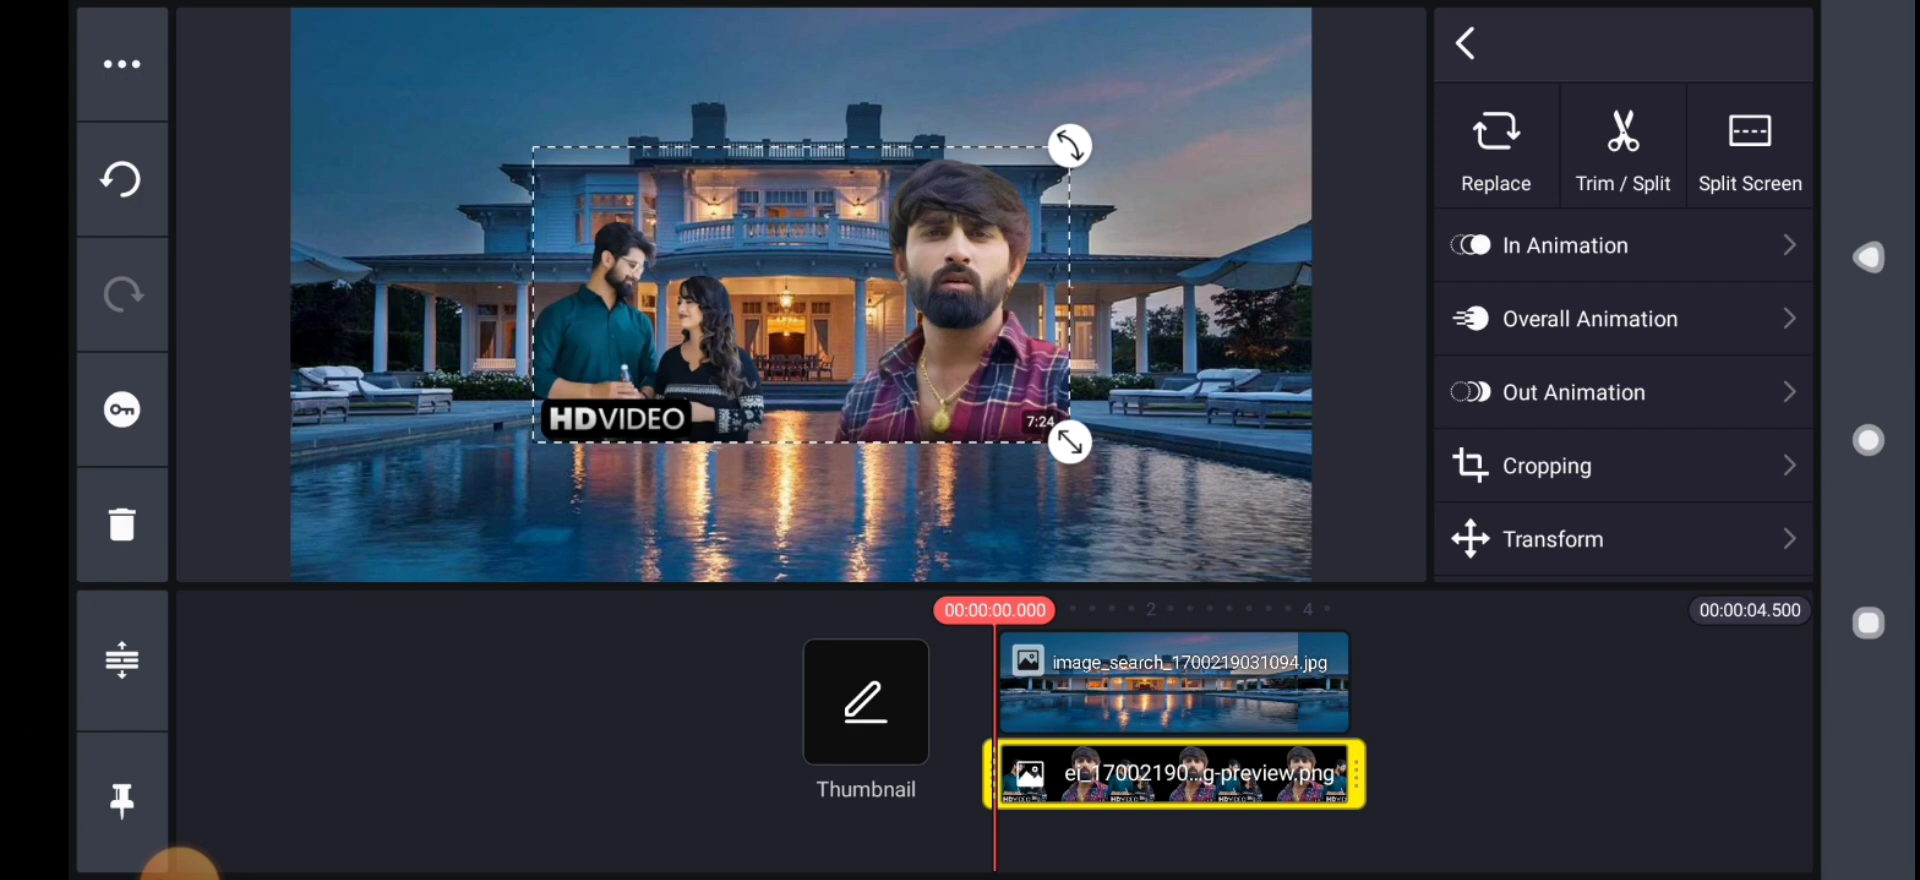 Replace
Trim / Split
Split Screen
In Animation
Overall Animation
Out Animation
Cropping
Transform
HDVIDEO
7:24
00:00:00.000
2
4
00:00:04.500
image_search_1700219031094.jpg
ei_17002190...g-preview.png
Thumbnail